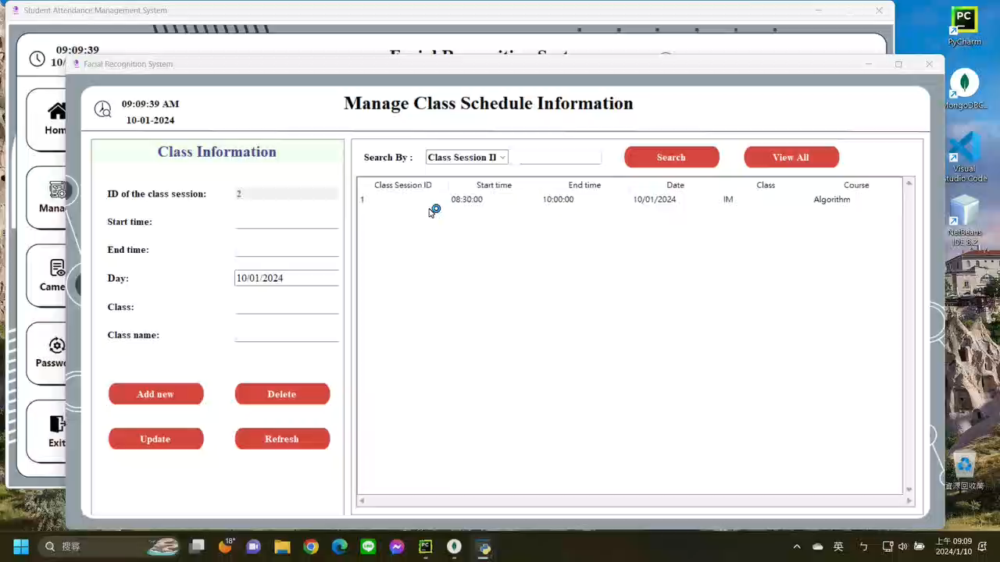 Student Attendance Management System
PC
PyCharm
09:09:39
Facial Recognition System
09:09:39 AM
10-01-2024
Manage Class Schedule Information
MongoDBC...
Class Information
Search By :
Class Session II
Search
View All
Class Session ID
Start time
End time
Date
Class
Course
1
08:30:00
10:00:00
10/01/2024
IM
Algorithm
ID of the class session:
2
Start time:
End time:
Day:
10/01/2024
Class:
Class name:
Add new
Delete
Update
Refresh
Hom
Mana
Came
Passw
Exit
Visual
Studio Code
NetBeans
IDE 8.2
資源回收筒
搜尋
18°
PC
英
ㄅ
上午 09:09
2024/1/10